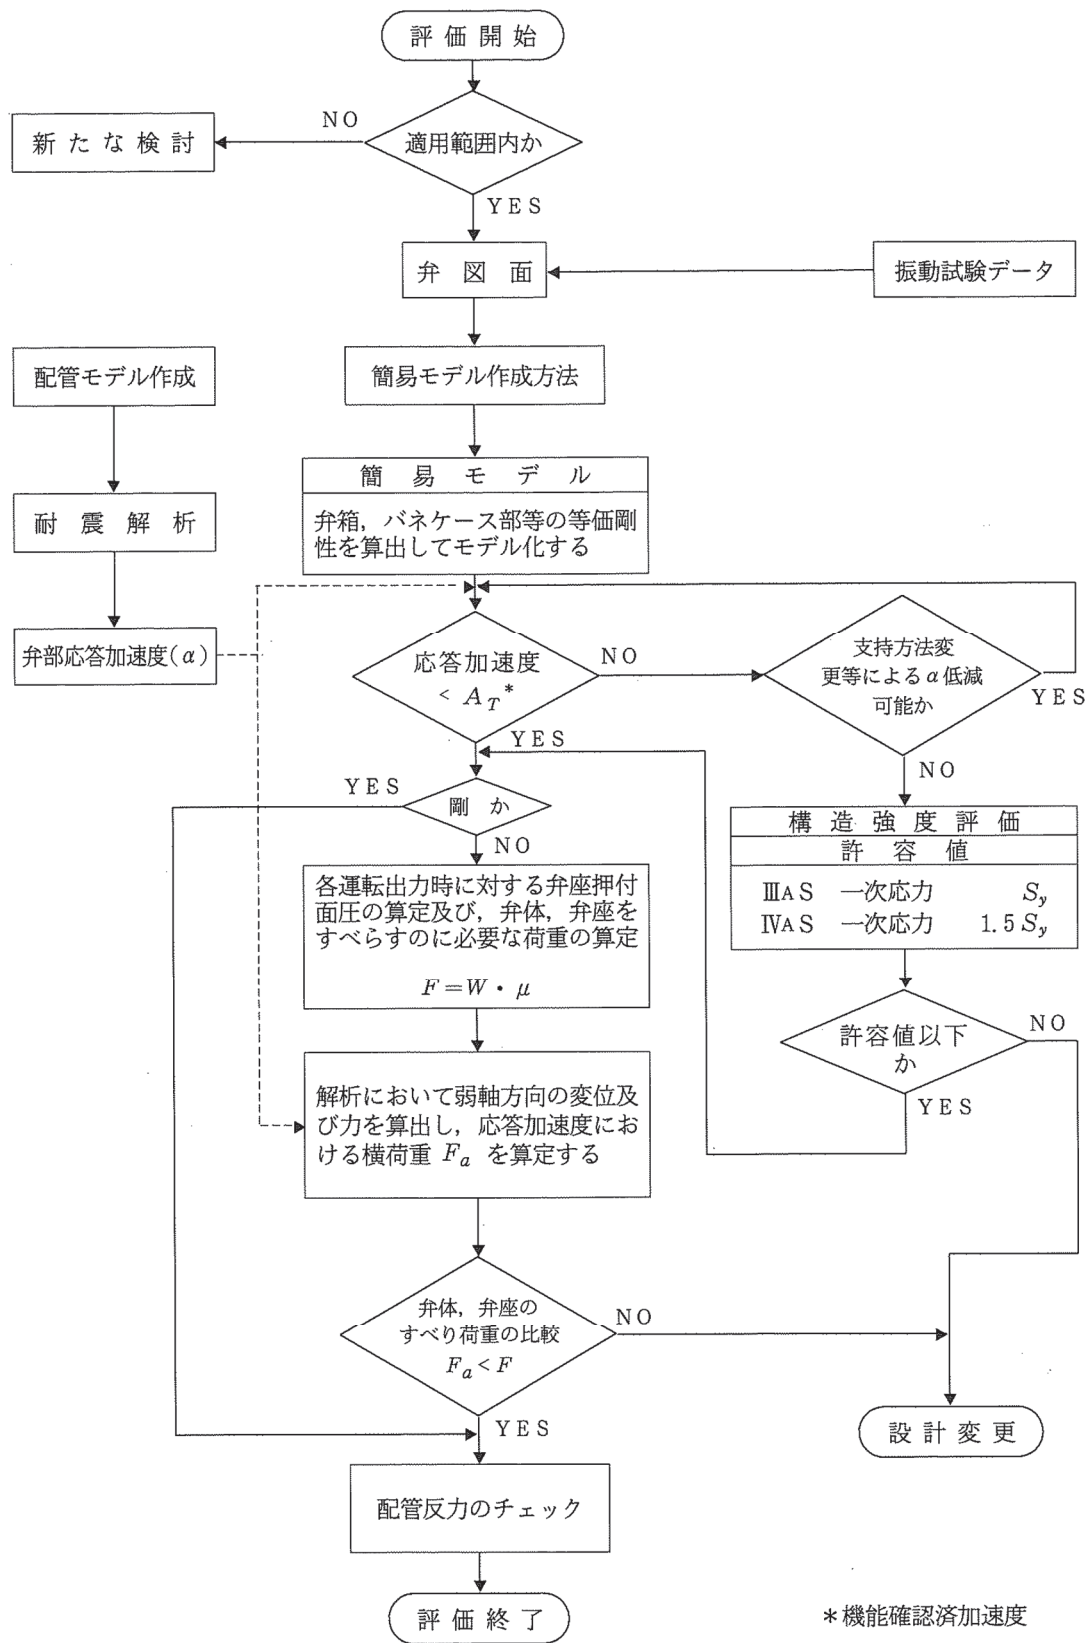 評価開始
適用範囲内か
NO
新たな検討
YES
弁図面
振動試験データ
配管モデル作成
簡易モデル作成方法
簡易モデル
弁箱，バネケース部等の等価剛
性を算出してモデル化する
耐震解析
弁部応答加速度(α)
応答加速度
< A_T*
NO
支持方法変
更等によるα低減
可能か
YES
YES
NO
剛か
YES
NO
構造強度評価
許容値
ⅢAS 一次応力 S_y
ⅣAS 一次応力 1.5 S_y
各運転出力時に対する弁座押付
面圧の算定及び，弁体，弁座を
すべらすのに必要な荷重の算定
F=W・μ
許容値以下
か
NO
YES
解析において弱軸方向の変位及
び力を算出し，応答加速度にお
ける横荷重 F_a を算定する
弁体，弁座の
すべり荷重の比較
F_a<F
NO
YES
設計変更
配管反力のチェック
評価終了
*機能確認済加速度